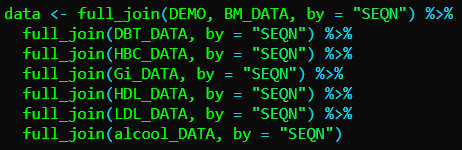 data <- full_join(DEMO, BM_DATA, by = "SEQN") %>%
  full_join(DBT_DATA, by = "SEQN") %>%
  full_join(HBC_DATA, by = "SEQN") %>%
  full_join(Gi_DATA, by = "SEQN") %>%
  full_join(HDL_DATA, by = "SEQN") %>%
  full_join(LDL_DATA, by = "SEQN") %>%
  full_join(alcool_DATA, by = "SEQN")